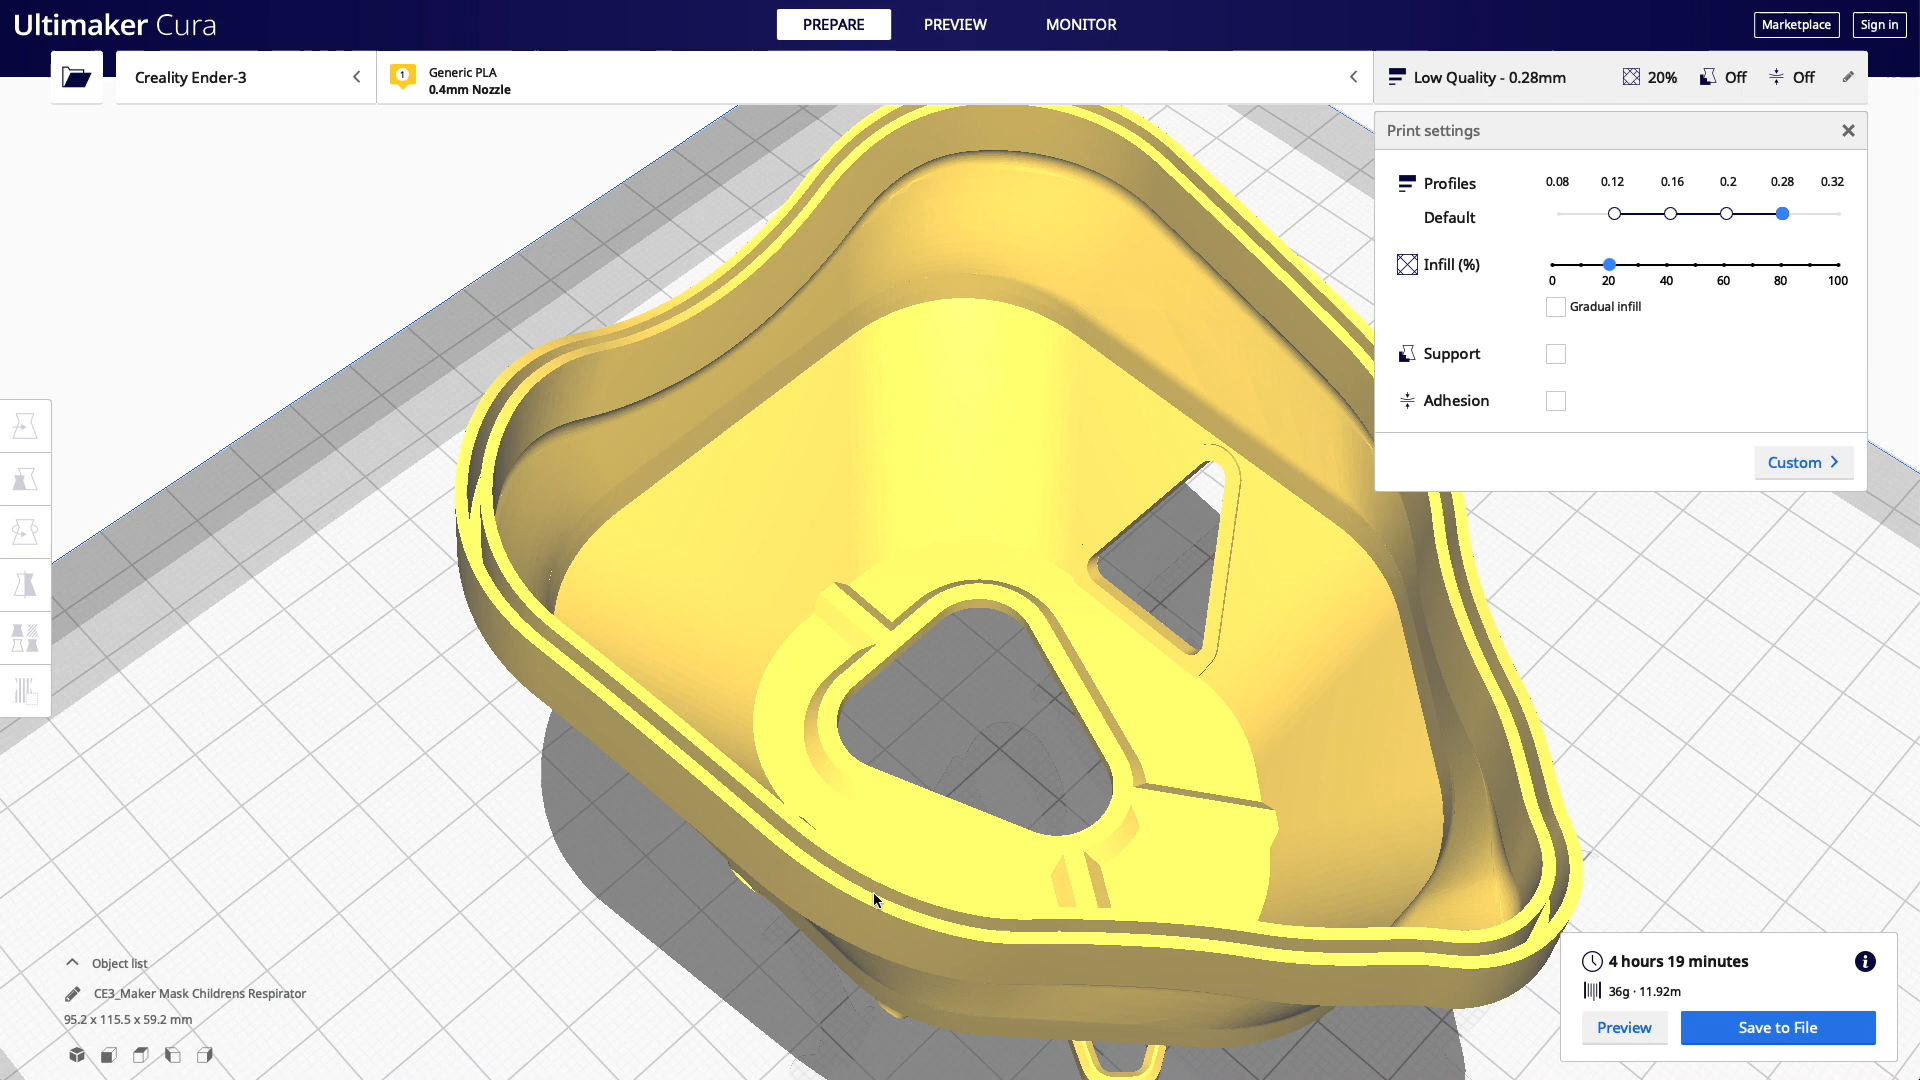 Ultimaker Cura
PREPARE
PREVIEW
MONITOR
Marketplace
Sign in
Creality Ender-3
1
Generic PLA
0.4mm Nozzle
Low Quality - 0.28mm
20%
Off
Off
Print settings
Profiles
0.08 0.12 0.16 0.2 0.28 0.32
Default
Infill (%)
0 20 40 60 80 100
Gradual infill
Support
Adhesion
Custom
Object list
CE3_Maker Mask Childrens Respirator
95.2 x 115.5 x 59.2 mm
4 hours 19 minutes
36g · 11.92m
Preview
Save to File